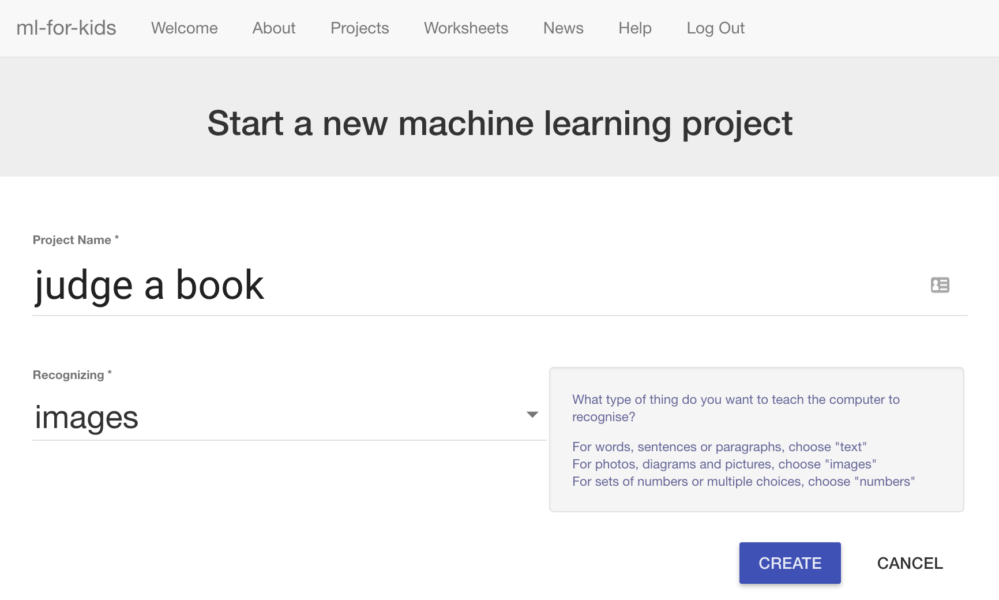 ml-for-kids Welcome About Projects Worksheets News Help Log Out
Start a new machine learning project
Project Name *
judge a book
Recognizing *
images
What type of thing do you want to teach the computer to
recognise?
For words, sentences or paragraphs, choose "text"
For photos, diagrams and pictures, choose "images"
For sets of numbers or multiple choices, choose "numbers"
CREATE CANCEL